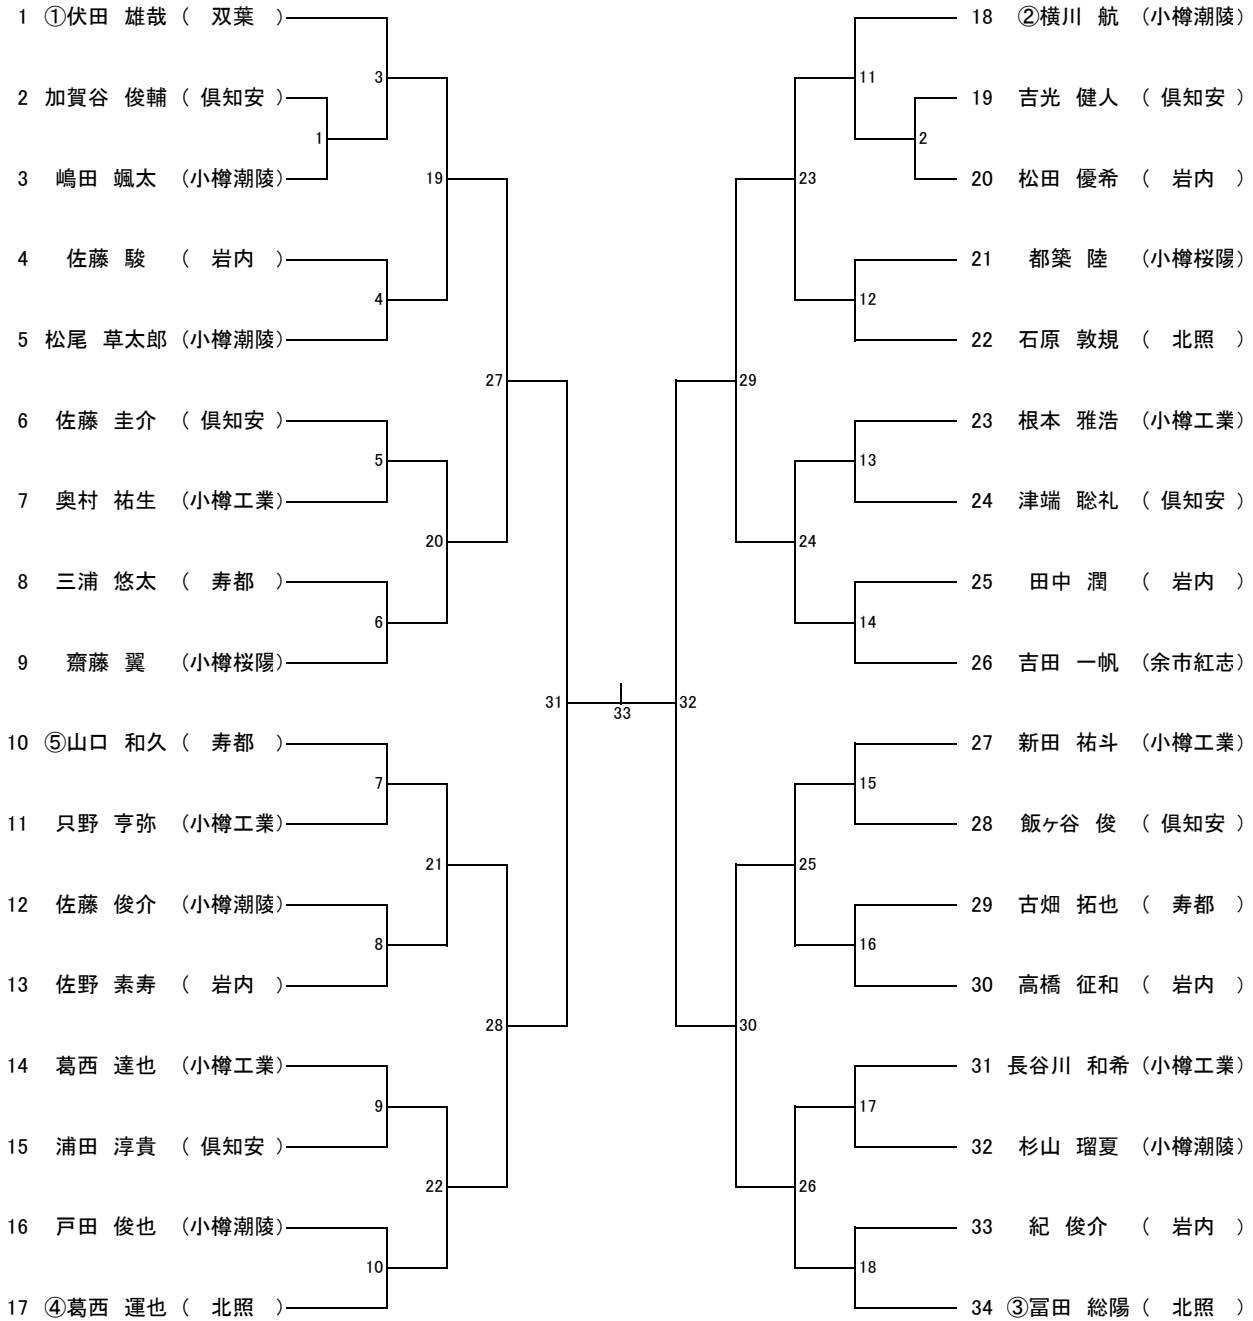 1 ①伏田 雄哉 ( 双葉 )
2 加賀谷 俊輔 ( 倶知安 )
3 嶋田 颯太 (小樽潮陵)
4 佐藤 駿 ( 岩内 )
5 松尾 草太郎 (小樽潮陵)
6 佐藤 圭介 ( 倶知安 )
7 奥村 祐生 (小樽工業)
8 三浦 悠太 ( 寿都 )
9 齋藤 翼 (小樽桜陽)
10 ⑤山口 和久 ( 寿都 )
11 只野 亨弥 (小樽工業)
12 佐藤 俊介 (小樽潮陵)
13 佐野 素寿 ( 岩内 )
14 葛西 達也 (小樽工業)
15 浦田 淳貴 ( 倶知安 )
16 戸田 俊也 (小樽潮陵)
17 ④葛西 運也 ( 北照 )
1
3
4
5
6
7
8
9
10
19
20
21
22
27
28
31
33
32
29
30
23
24
25
26
11
2
12
13
14
15
16
17
18
18 ②横川 航 (小樽潮陵)
19 吉光 健人 ( 倶知安 )
20 松田 優希 ( 岩内 )
21 都築 陸 (小樽桜陽)
22 石原 敦規 ( 北照 )
23 根本 雅浩 (小樽工業)
24 津端 聡礼 ( 倶知安 )
25 田中 潤 ( 岩内 )
26 吉田 一帆 (余市紅志)
27 新田 祐斗 (小樽工業)
28 飯ヶ谷 俊 ( 倶知安 )
29 古畑 拓也 ( 寿都 )
30 高橋 征和 ( 岩内 )
31 長谷川 和希 (小樽工業)
32 杉山 瑠夏 (小樽潮陵)
33 紀 俊介 ( 岩内 )
34 ③冨田 総陽 ( 北照 )